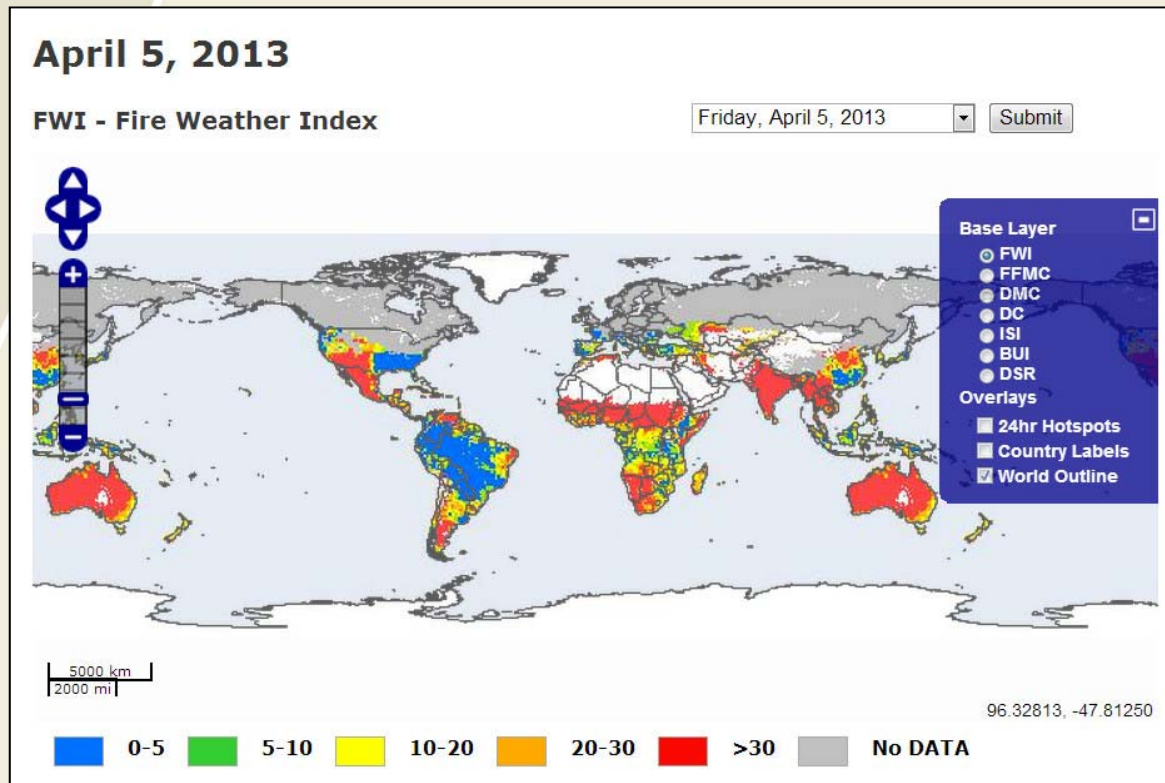 April 5, 2013
FWI - Fire Weather Index
Friday, April 5, 2013
Submit
Base Layer
FWI
FFMC
DMC
DC
ISI
BUI
DSR
Overlays
24hr Hotspots
Country Labels
World Outline
5000 km
2000 mi
96.32813, -47.81250
0-5 5-10 10-20 20-30 >30 No DATA